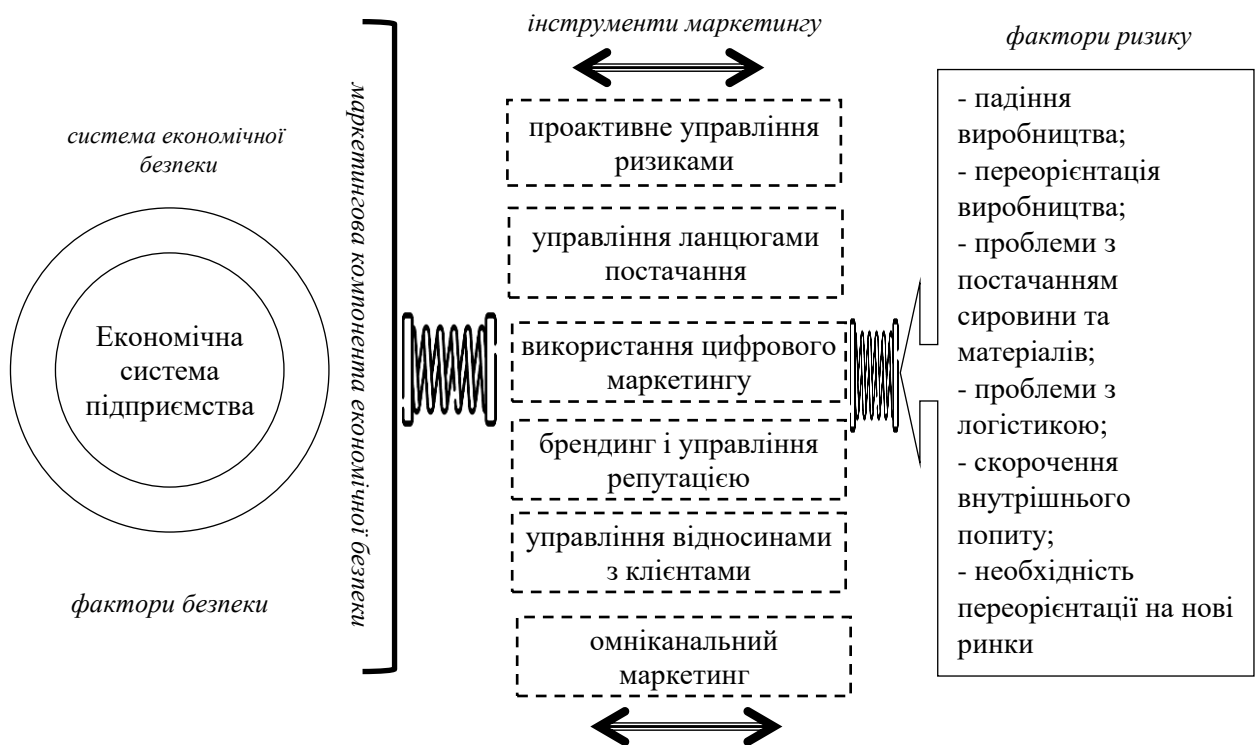 система економічної
безпеки
Економічна
система
підприємства
фактори безпеки
маркетингова компонента економічної безпеки
інструменти маркетингу
проактивне управління
ризиками
управління ланцюгами
постачання
використання цифрового
маркетингу
брендинг і управління
репутацією
управління відносинами
з клієнтами
омніканальний
маркетинг
фактори ризику
- падіння
виробництва;
- переорієнтація
виробництва;
- проблеми з
постачанням
сировини та
матеріалів;
- проблеми з
логістикою;
- скорочення
внутрішнього
попиту;
- необхідність
переорієнтації на нові
ринки